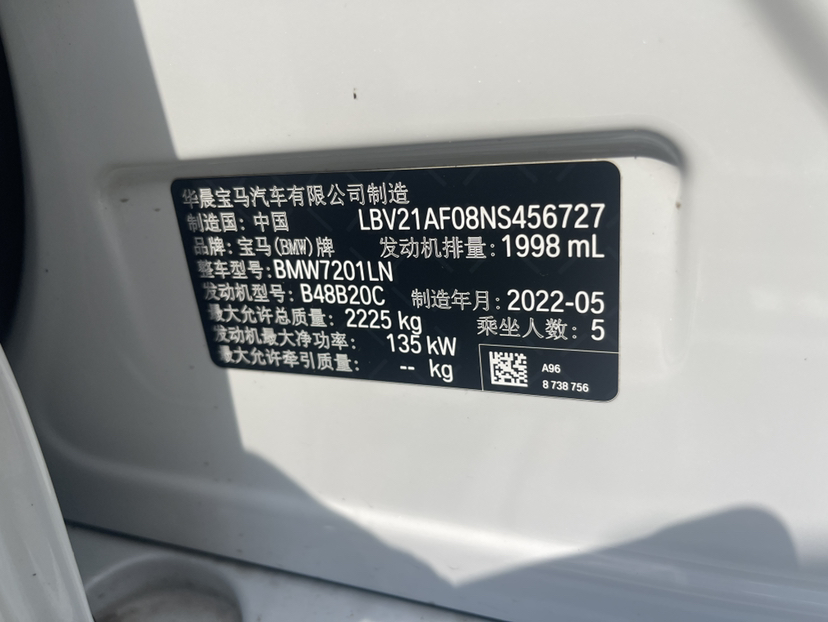 华晨宝马汽车有限公司制造
制造国: 中国 LBV21AF08NS456727
品牌: 宝马(BMW)牌 发动机排量: 1998 mL
整车型号: BMW7201LN
发动机型号: B48B20C 制造年月: 2022-05
最大允许总质量: 2225 kg 乘坐人数: 5
发动机最大净功率: 135 kW
最大允许牵引质量: -- kg
A96
8 738 756